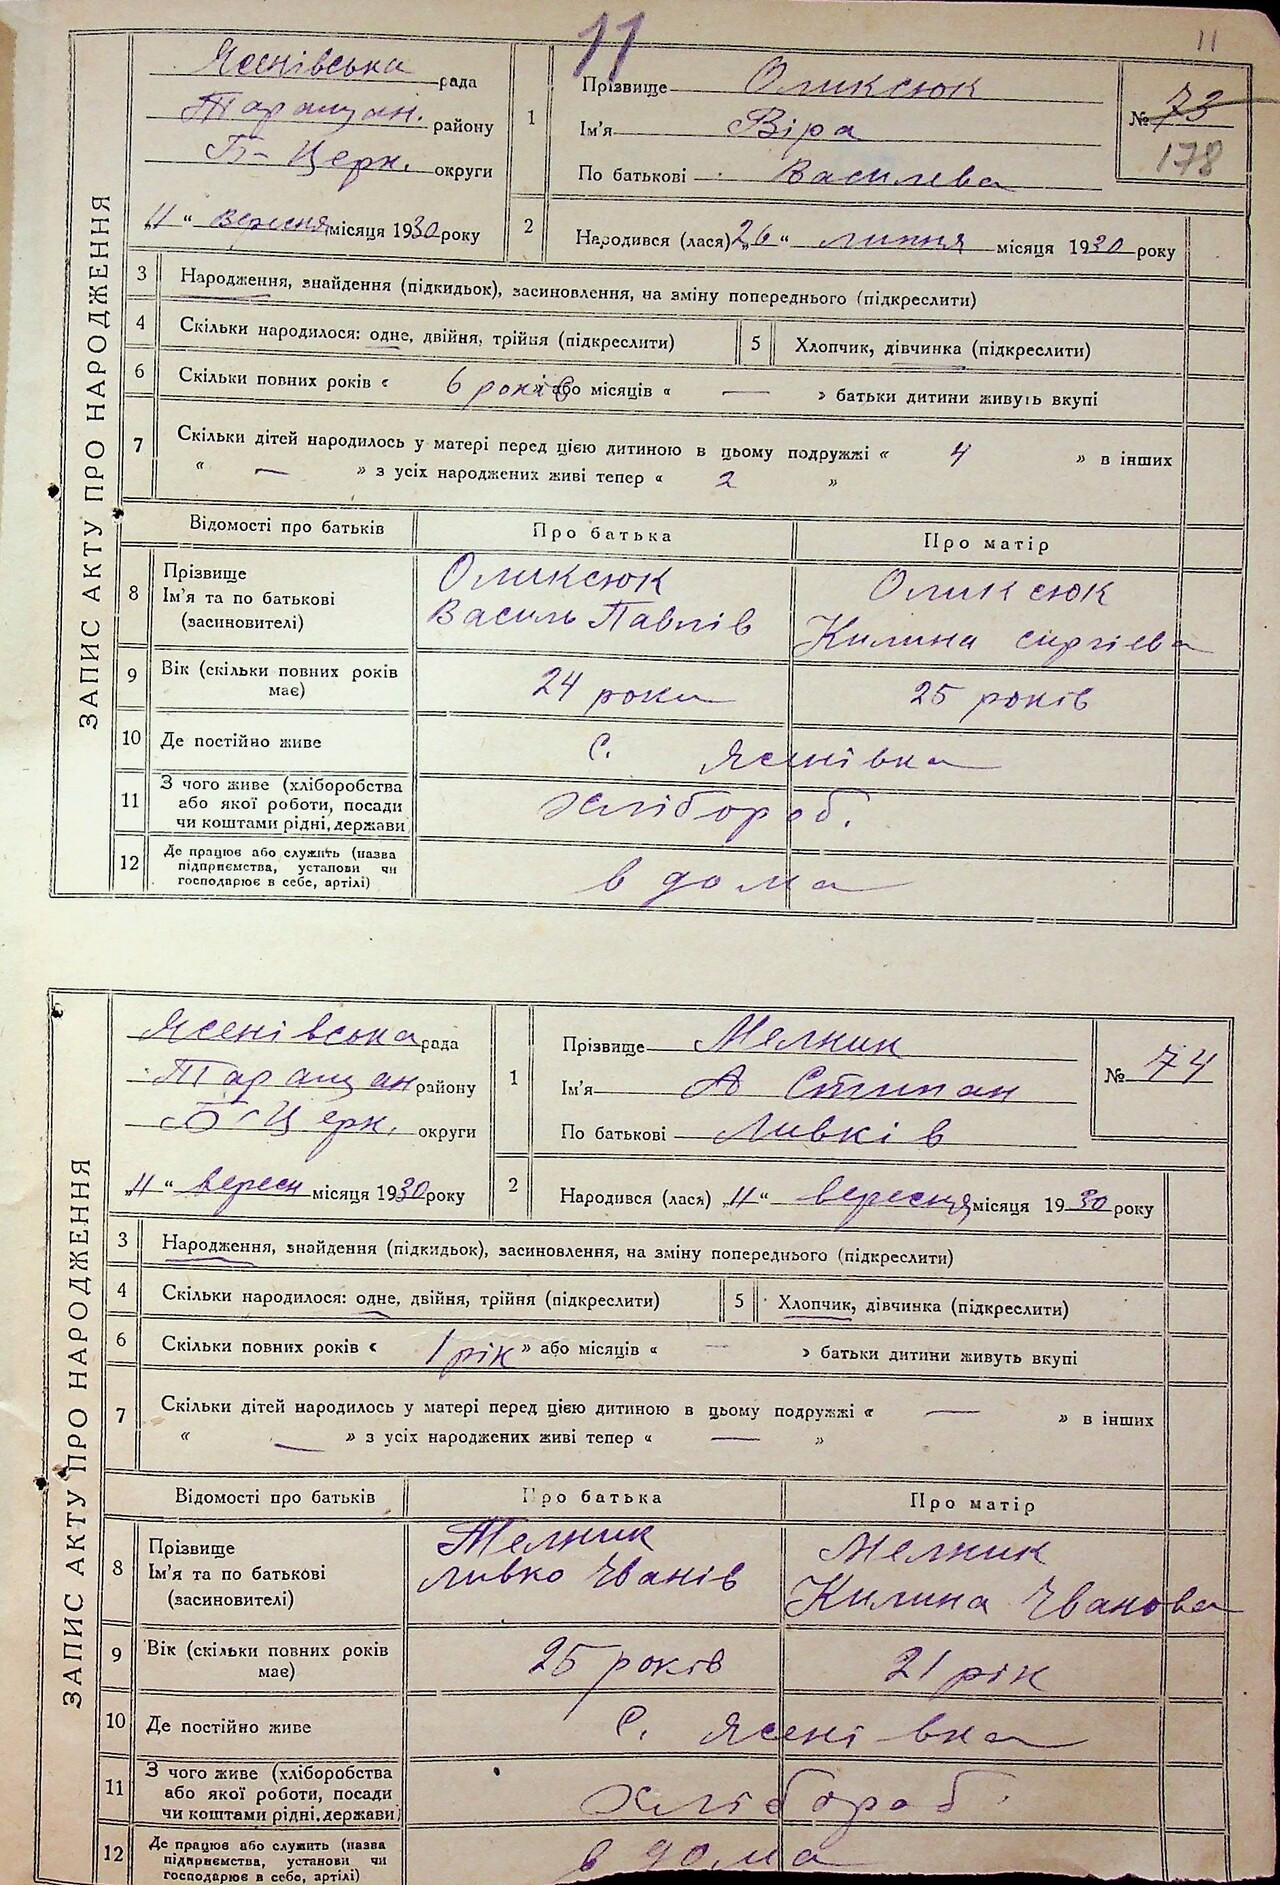 11
11
ЗАПИС АКТУ ПРО НАРОДЖЕННЯ
Ясенівська рада
Таращан. району
Б-Церк. округи
„11“ вересня місяця 1930 року
1 Прізвище Оликсюк
Ім'я Віра
По батькові Василева
№ 73
178
2 Народився (лася) „26“ липня місяця 1930 року
3 Народження, знайдення (підкидьок), засиновлення, на зміну попереднього (підкреслити)
4 Скільки народилося: одне, двійня, трійня (підкреслити) 5 Хлопчик, дівчинка (підкреслити)
6 Скільки повних років « 6 років » або місяців « — » батьки дитини живуть вкупі
7 Скільки дітей народилось у матері перед цією дитиною в цьому подружжі « 4 » в інших
« — » з усіх народжених живі тепер « 2 »
Відомості про батьків Про батька Про матір
8 Прізвище Оликсюк Оликсюк
Ім'я та по батькові Василь Павлів Килина Сиргієва
(засиновителі)
9 Вік (скільки повних років 24 роки 25 років
має)
10 Де постійно живе С. Ясенівка
11 З чого живе (хліборобства хлібороб.
або якої роботи, посади
чи коштами рідні, держави
12 Де працює або служить (назва в дома
підприємства, установи чи
господарює в себе, артілі)
ЗАПИС АКТУ ПРО НАРОДЖЕННЯ
Ясенівська рада
Таращан району
Б-Церк. округи
„11“ вересн місяця 1930 року
1 Прізвище Мелник
Ім'я А Стипан
По батькові Ливків
№ 74
2 Народився (лася) „11“ вересня місяця 1930 року
3 Народження, знайдення (підкидьок), засиновлення, на зміну попереднього (підкреслити)
4 Скільки народилося: одне, двійня, трійня (підкреслити) 5 Хлопчик, дівчинка (підкреслити)
6 Скільки повних років « 1 рік » або місяців « — » батьки дитини живуть вкупі
7 Скільки дітей народилось у матері перед цією дитиною в цьому подружжі « — » в інших
« — » з усіх народжених живі тепер « — »
Відомості про батьків Про батька Про матір
8 Прізвище Мелник Мелник
Ім'я та по батькові Ливко Іванів Килина Іванова
(засиновителі)
9 Вік (скільки повних років 25 років 21 рік
має)
10 Де постійно живе С. Ясенівка
11 З чого живе (хліборобства хлібороб.
або якої роботи, посади
чи коштами рідні, держави)
12 Де працює або служить (назва в дома
підприємства, установи чи
господарює в себе, артілі)